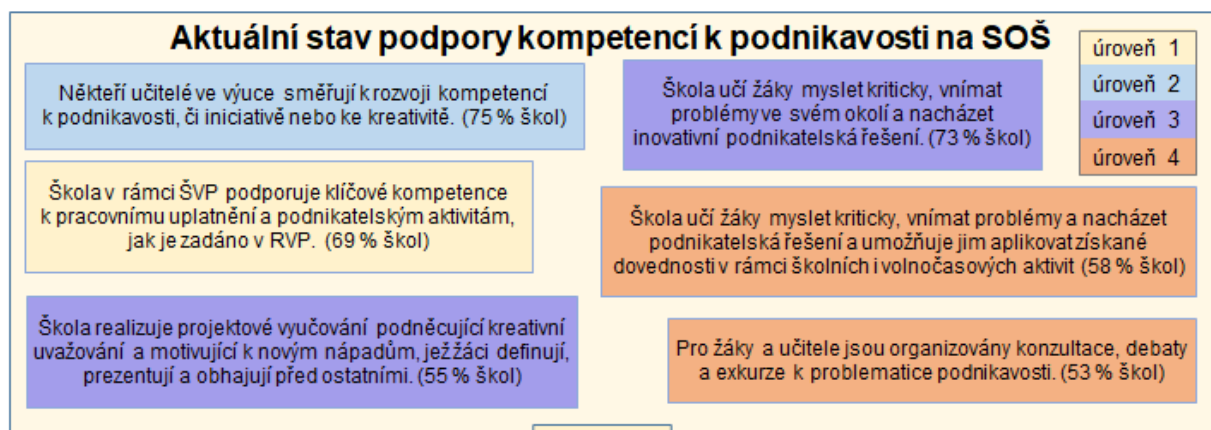 Aktuální stav podpory kompetencí k podnikavosti na SOŠ
úroveň 1
úroveň 2
úroveň 3
úroveň 4
Někteří učitelé ve výuce směřují k rozvoji kompetencí
k podnikavosti, či iniciativě nebo ke kreativitě. (75 % škol)
Škola učí žáky myslet kriticky, vnímat
problémy ve svém okolí a nacházet
inovativní podnikatelská řešení. (73 % škol)
Škola v rámci ŠVP podporuje klíčové kompetence
k pracovnímu uplatnění a podnikatelským aktivitám,
jak je zadáno v RVP. (69 % škol)
Škola učí žáky myslet kriticky, vnímat problémy a nacházet
podnikatelská řešení a umožňuje jim aplikovat získané
dovednosti v rámci školních i volnočasových aktivit (58 % škol)
Škola realizuje projektové vyučování podněcující kreativní
uvažování a motivující k novým nápadům, jež žáci definují,
prezentují a obhajují před ostatními. (55 % škol)
Pro žáky a učitele jsou organizovány konzultace, debaty
a exkurze k problematice podnikavosti. (53 % škol)